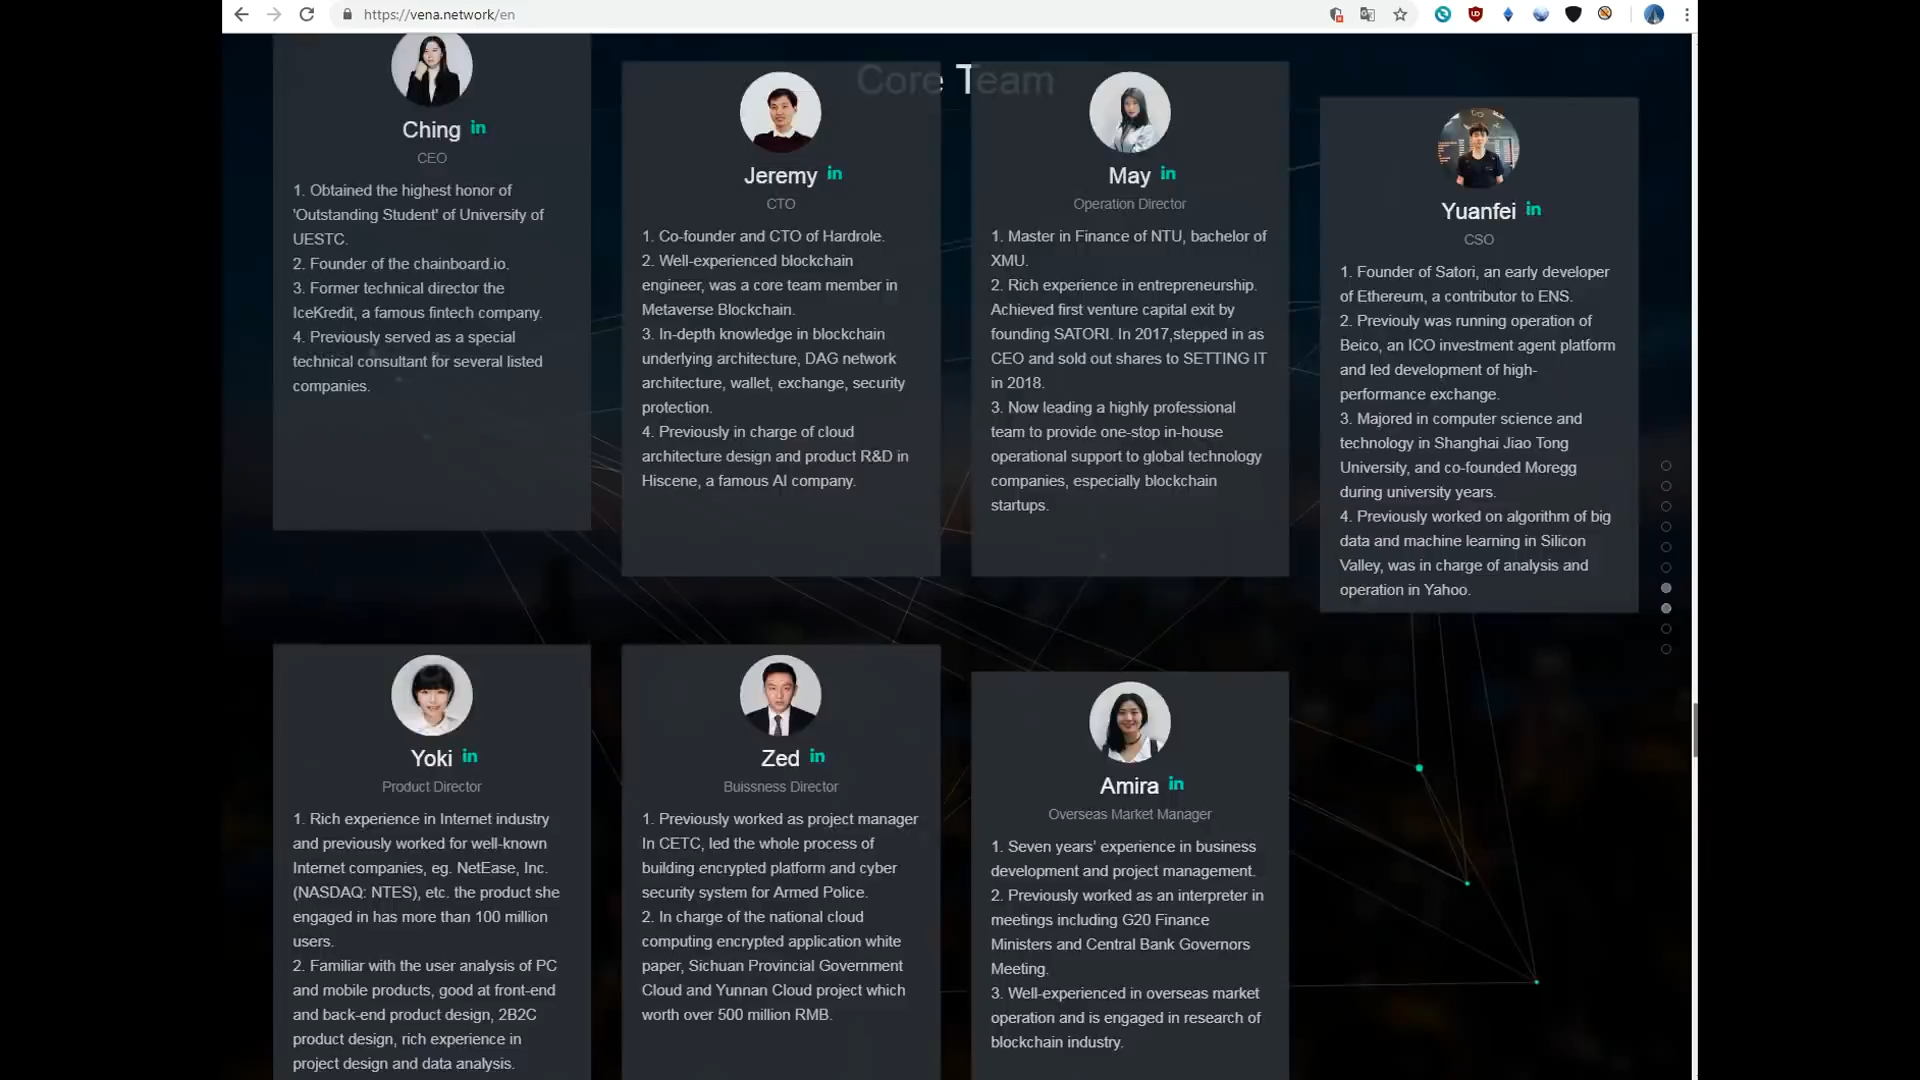 https://vena.network/en
Core Team
Ching in
CEO
1. Obtained the highest honor of
'Outstanding Student' of University of
UESTC.
2. Founder of the chainboard.io.
3. Former technical director the
IceKredit, a famous fintech company.
4. Previously served as a special
technical consultant for several listed
companies.
Jeremy in
CTO
1. Co-founder and CTO of Hardrole.
2. Well-experienced blockchain
engineer, was a core team member in
Metaverse Blockchain.
3. In-depth knowledge in blockchain
underlying architecture, DAG network
architecture, wallet, exchange, security
protection.
4. Previously in charge of cloud
architecture design and product R&D in
Hiscene, a famous AI company.
May in
Operation Director
1. Master in Finance of NTU, bachelor of
XMU.
2. Rich experience in entrepreneurship.
Achieved first venture capital exit by
founding SATORI. In 2017,stepped in as
CEO and sold out shares to SETTING IT
in 2018.
3. Now leading a highly professional
team to provide one-stop in-house
operational support to global technology
companies, especially blockchain
startups.
Yuanfei in
CSO
1. Founder of Satori, an early developer
of Ethereum, a contributor to ENS.
2. Previouly was running operation of
Beico, an ICO investment agent platform
and led development of high-
performance exchange.
3. Majored in computer science and
technology in Shanghai Jiao Tong
University, and co-founded Moregg
during university years.
4. Previously worked on algorithm of big
data and machine learning in Silicon
Valley, was in charge of analysis and
operation in Yahoo.
Yoki in
Product Director
1. Rich experience in Internet industry
and previously worked for well-known
Internet companies, eg. NetEase, Inc.
(NASDAQ: NTES), etc. the product she
engaged in has more than 100 million
users.
2. Familiar with the user analysis of PC
and mobile products, good at front-end
and back-end product design, 2B2C
product design, rich experience in
project design and data analysis.
Zed in
Buissness Director
1. Previously worked as project manager
In CETC, led the whole process of
building encrypted platform and cyber
security system for Armed Police.
2. In charge of the national cloud
computing encrypted application white
paper, Sichuan Provincial Government
Cloud and Yunnan Cloud project which
worth over 500 million RMB.
Amira in
Overseas Market Manager
1. Seven years' experience in business
development and project management.
2. Previously worked as an interpreter in
meetings including G20 Finance
Ministers and Central Bank Governors
Meeting.
3. Well-experienced in overseas market
operation and is engaged in research of
blockchain industry.